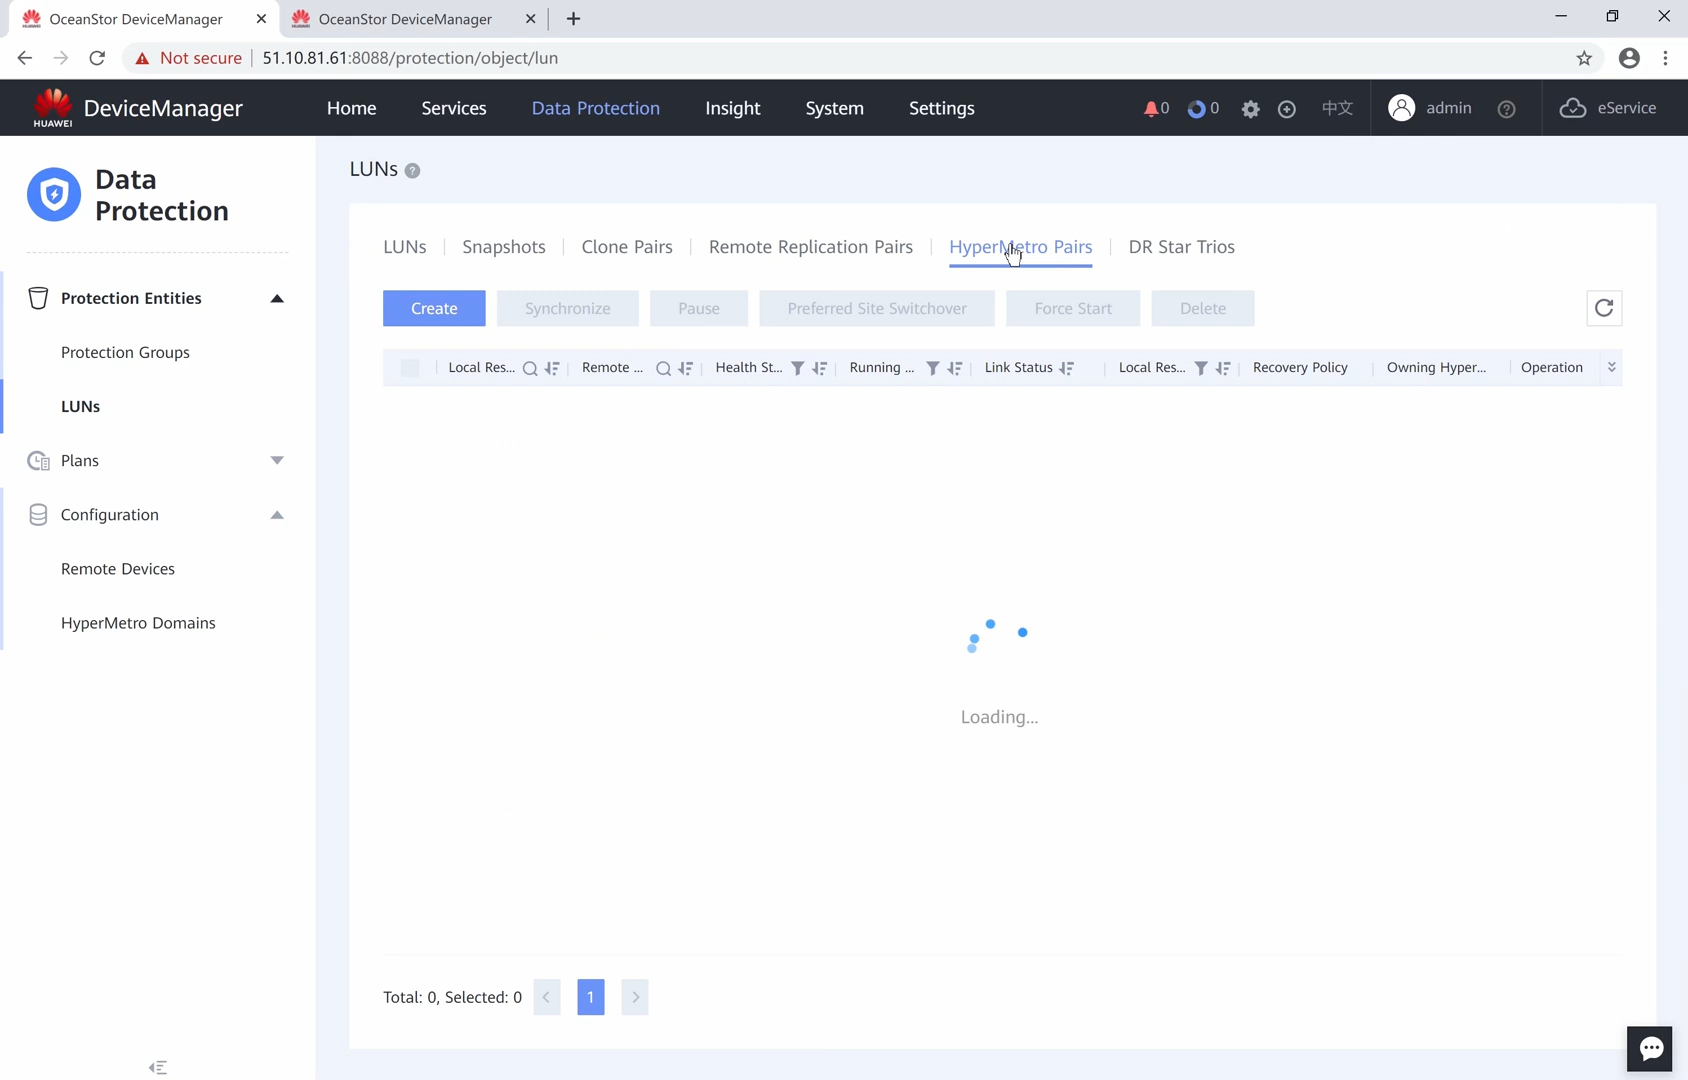 OceanStor DeviceManager
OceanStor DeviceManager
Not secure
51.10.81.61:8088/protection/object/lun
HUAWEI
DeviceManager
Home
Services
Data Protection
Insight
System
Settings
0
0
中文
admin
eService
Data
Protection
Protection Entities
Protection Groups
LUNs
Plans
Configuration
Remote Devices
HyperMetro Domains
LUNs
LUNs
Snapshots
Clone Pairs
Remote Replication Pairs
HyperMetro Pairs
DR Star Trios
Create
Synchronize
Pause
Preferred Site Switchover
Force Start
Delete
Local Res...
Remote ...
Health St...
Running ...
Link Status
Local Res...
Recovery Policy
Owning Hyper...
Operation
Loading...
Total: 0, Selected: 0
1